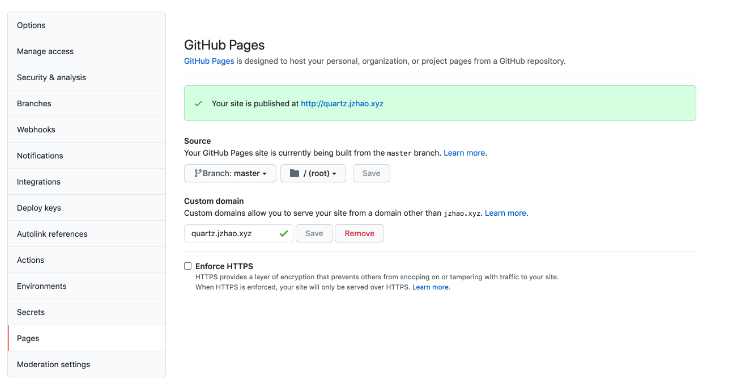 Options
Manage access
Security & analysis
Branches
Webhooks
Notifications
Integrations
Deploy keys
Autolink references
Actions
Environments
Secrets
Pages
Moderation settings
GitHub Pages
GitHub Pages is designed to host your personal, organization, or project pages from a GitHub repository.
Your site is published at http://quartz.jzhao.xyz
Source
Your GitHub Pages site is currently being built from the master branch. Learn more.
Branch: master / (root) Save
Custom domain
Custom domains allow you to serve your site from a domain other than jzhao.xyz. Learn more.
quartz.jzhao.xyz Save Remove
Enforce HTTPS
HTTPS provides a layer of encryption that prevents others from snooping on or tampering with traffic to your site.
When HTTPS is enforced, your site will only be served over HTTPS. Learn more.